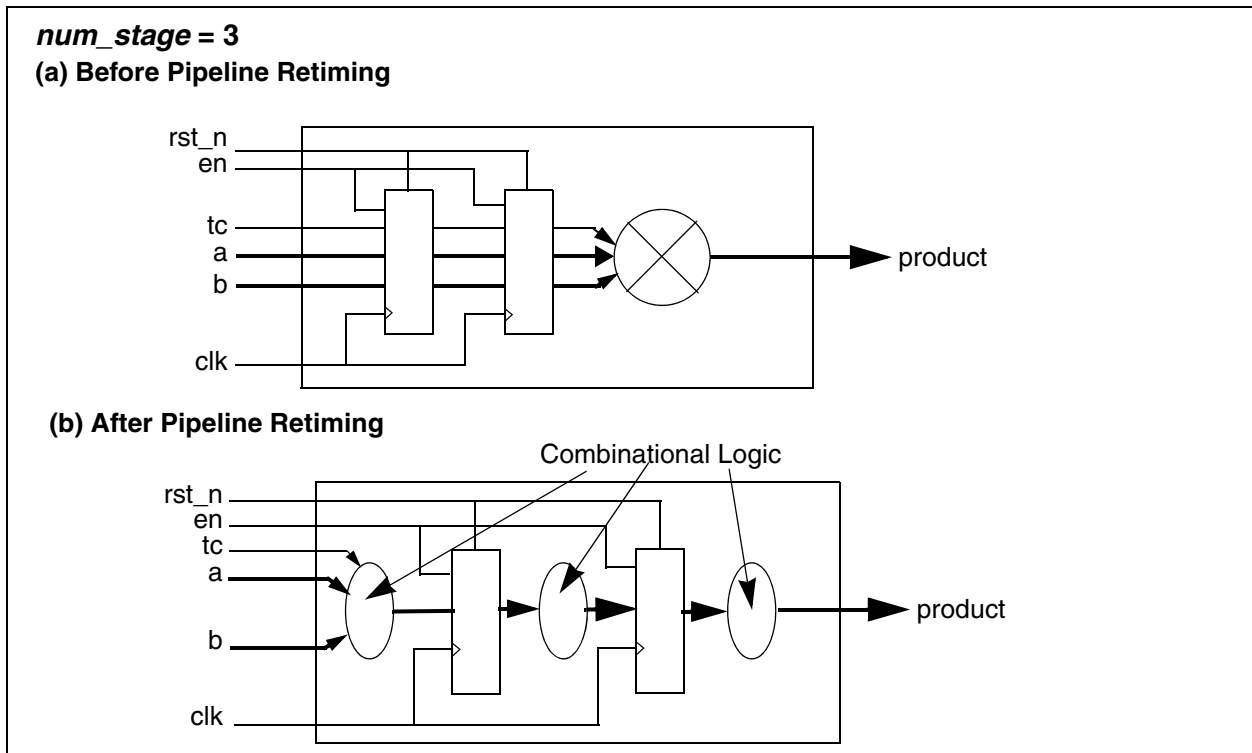 num_stage = 3
(a) Before Pipeline Retiming
rst_n
en
tc
a
b
clk
product
(b) After Pipeline Retiming
Combinational Logic
rst_n
en
tc
a
b
clk
product